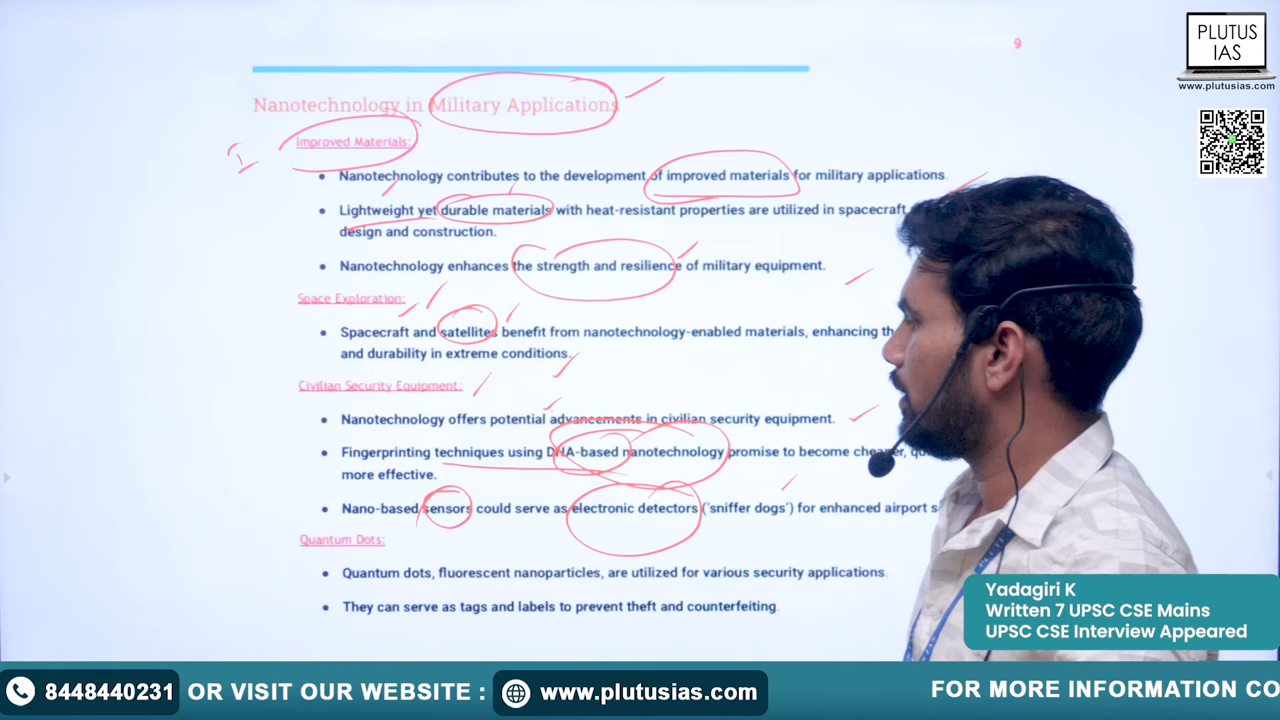 9
PLUTUS
IAS
www.plutusias.com
Nanotechnology in Military Applications
I
Improved Materials:
• Nanotechnology contributes to the development of improved materials for military applications.
• Lightweight yet durable materials with heat-resistant properties are utilized in spacecraft
design and construction.
• Nanotechnology enhances the strength and resilience of military equipment.
Space Exploration:
• Spacecraft and satellites benefit from nanotechnology-enabled materials, enhancing
and durability in extreme conditions.
Civilian Security Equipment:
• Nanotechnology offers potential advancements in civilian security equipment.
• Fingerprinting techniques using DNA-based nanotechnology promise to become
more effective.
• Nano-based sensors could serve as electronic detectors ('sniffer dogs') for enhanced airport
Quantum Dots:
• Quantum dots, fluorescent nanoparticles, are utilized for various security applications.
• They can serve as tags and labels to prevent theft and counterfeiting.
Yadagiri K
Written 7 UPSC CSE Mains
UPSC CSE Interview Appeared
8448440231 OR VISIT OUR WEBSITE : www.plutusias.com FOR MORE INFORMATION CO